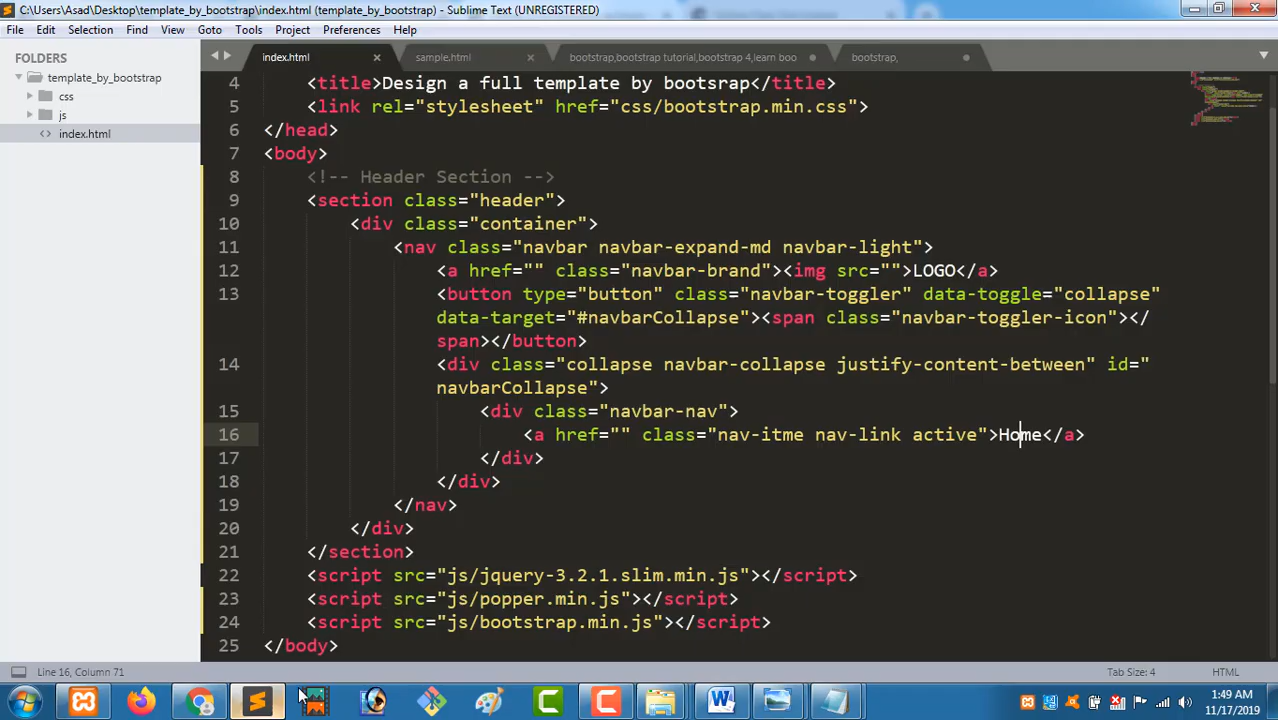 C:\Users\Asad\Desktop\template_by_bootstrap\index.html (template_by_bootstrap) - Sublime Text (UNREGISTERED)
File Edit Selection Find View Goto Tools Project Preferences Help
FOLDERS
template_by_bootstrap
css
js
index.html
index.html sample.html bootstrap,bootstrap tutorial,bootstrap 4,learn boo bootstrap,
4 <title>Design a full template by bootsrap</title>
5 <link rel="stylesheet" href="css/bootstrap.min.css">
6 </head>
7 <body>
8 <!-- Header Section -->
9 <section class="header">
10 <div class="container">
11 <nav class="navbar navbar-expand-md navbar-light">
12 <a href="" class="navbar-brand"><img src="">LOGO</a>
13 <button type="button" class="navbar-toggler" data-toggle="collapse"
data-target="#navbarCollapse"><span class="navbar-toggler-icon"></
span></button>
14 <div class="collapse navbar-collapse justify-content-between" id="
navbarCollapse">
15 <div class="navbar-nav">
16 <a href="" class="nav-itme nav-link active">Home</a>
17 </div>
18 </div>
19 </nav>
20 </div>
21 </section>
22 <script src="js/jquery-3.2.1.slim.min.js"></script>
23 <script src="js/popper.min.js"></script>
24 <script src="js/bootstrap.min.js"></script>
25 </body>
Line 16, Column 71 Tab Size: 4 HTML
1:49 AM
11/17/2019